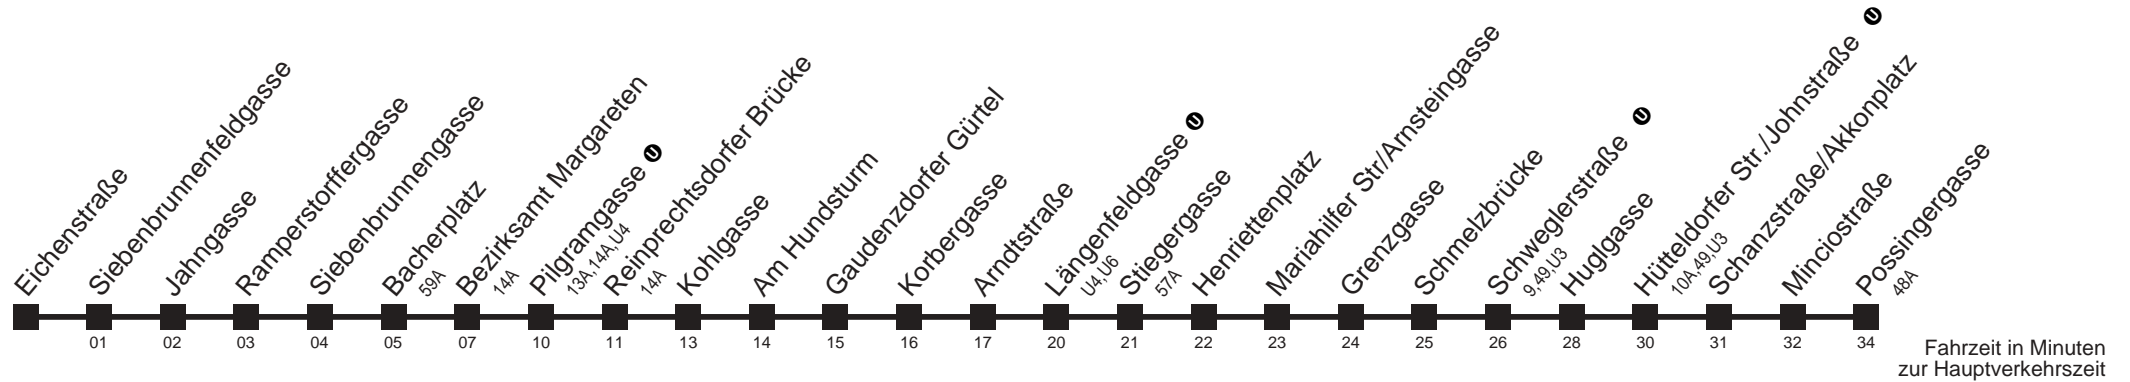 Eichenstraße
Siebenbrunnenfeldgasse
01
Jahngasse
02
Ramperstorffergasse
03
Siebenbrunnengasse
04
Bacherplatz
59A
05
Bezirksamt Margareten
14A
07
Pilgramgasse U
13A,14A,U4
10
Reinprechtsdorfer Brücke
14A
11
Kohlgasse
13
Am Hundsturm
14
Gaudenzdorfer Gürtel
15
Korbergasse
16
Arndtstraße
17
Längenfeldgasse U
U4,U6
20
Stiegergasse
57A
21
Henriettenplatz
22
Mariahilfer Str/Arnsteingasse
23
Grenzgasse
24
Schmelzbrücke
25
Schweglerstraße U
9,49,U3
26
Huglgasse
28
Hütteldorfer Str./Johnstraße U
10A,49,U3
30
Schanzstraße/Akkonplatz
31
Minciostraße
32
Possingergasse
48A
34
Fahrzeit in Minuten
zur Hauptverkehrszeit